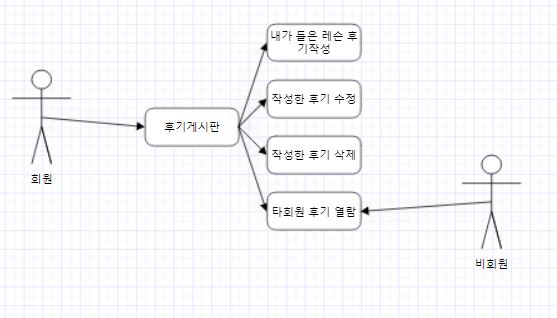 내가 들은 레슨 후
기작성
작성한 후기 수정
후기게시판
작성한 후기 삭제
회원
타회원 후기 열람
비회원